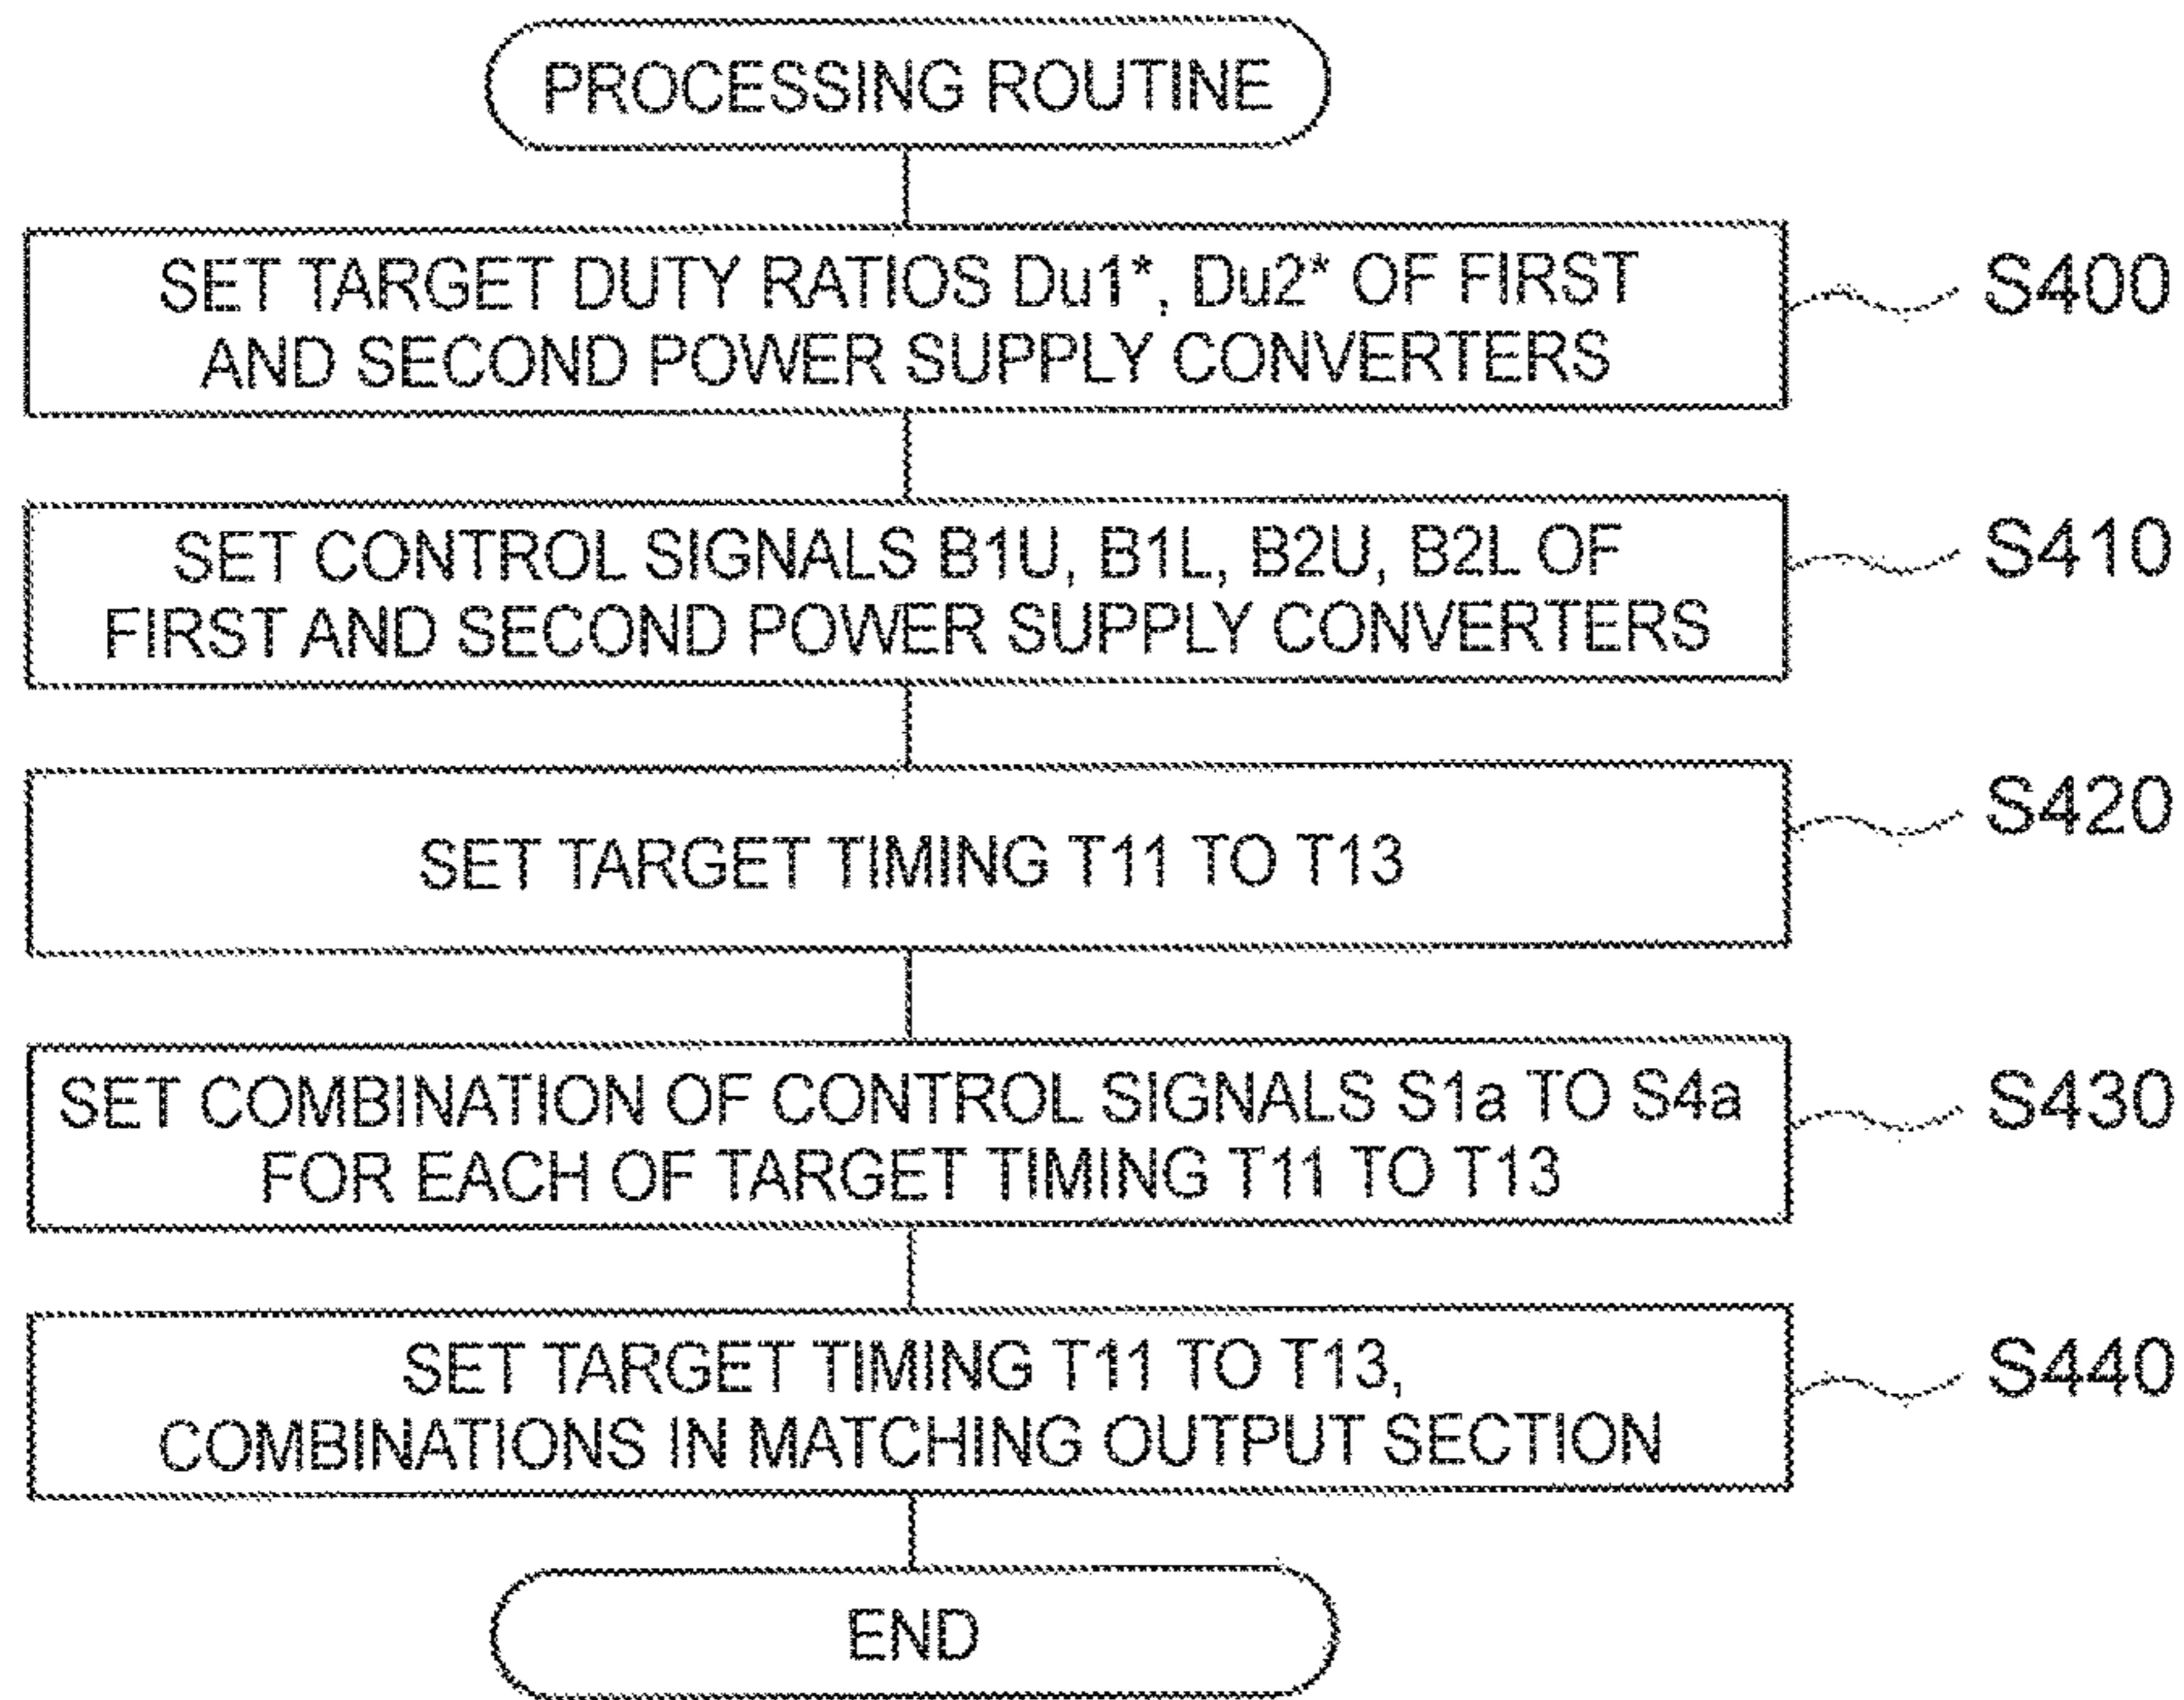 PROCESSING ROUTINE
SET TARGET DUTY RATIOS Du1*, Du2* OF FIRST
AND SECOND POWER SUPPLY CONVERTERS
S400
SET CONTROL SIGNALS B1U, B1L, B2U, B2L OF
FIRST AND SECOND POWER SUPPLY CONVERTERS
S410
SET TARGET TIMING T11 TO T13
S420
SET COMBINATION OF CONTROL SIGNALS S1a TO S4a
FOR EACH OF TARGET TIMING T11 TO T13
S430
SET TARGET TIMING T11 TO T13,
COMBINATIONS IN MATCHING OUTPUT SECTION
S440
END